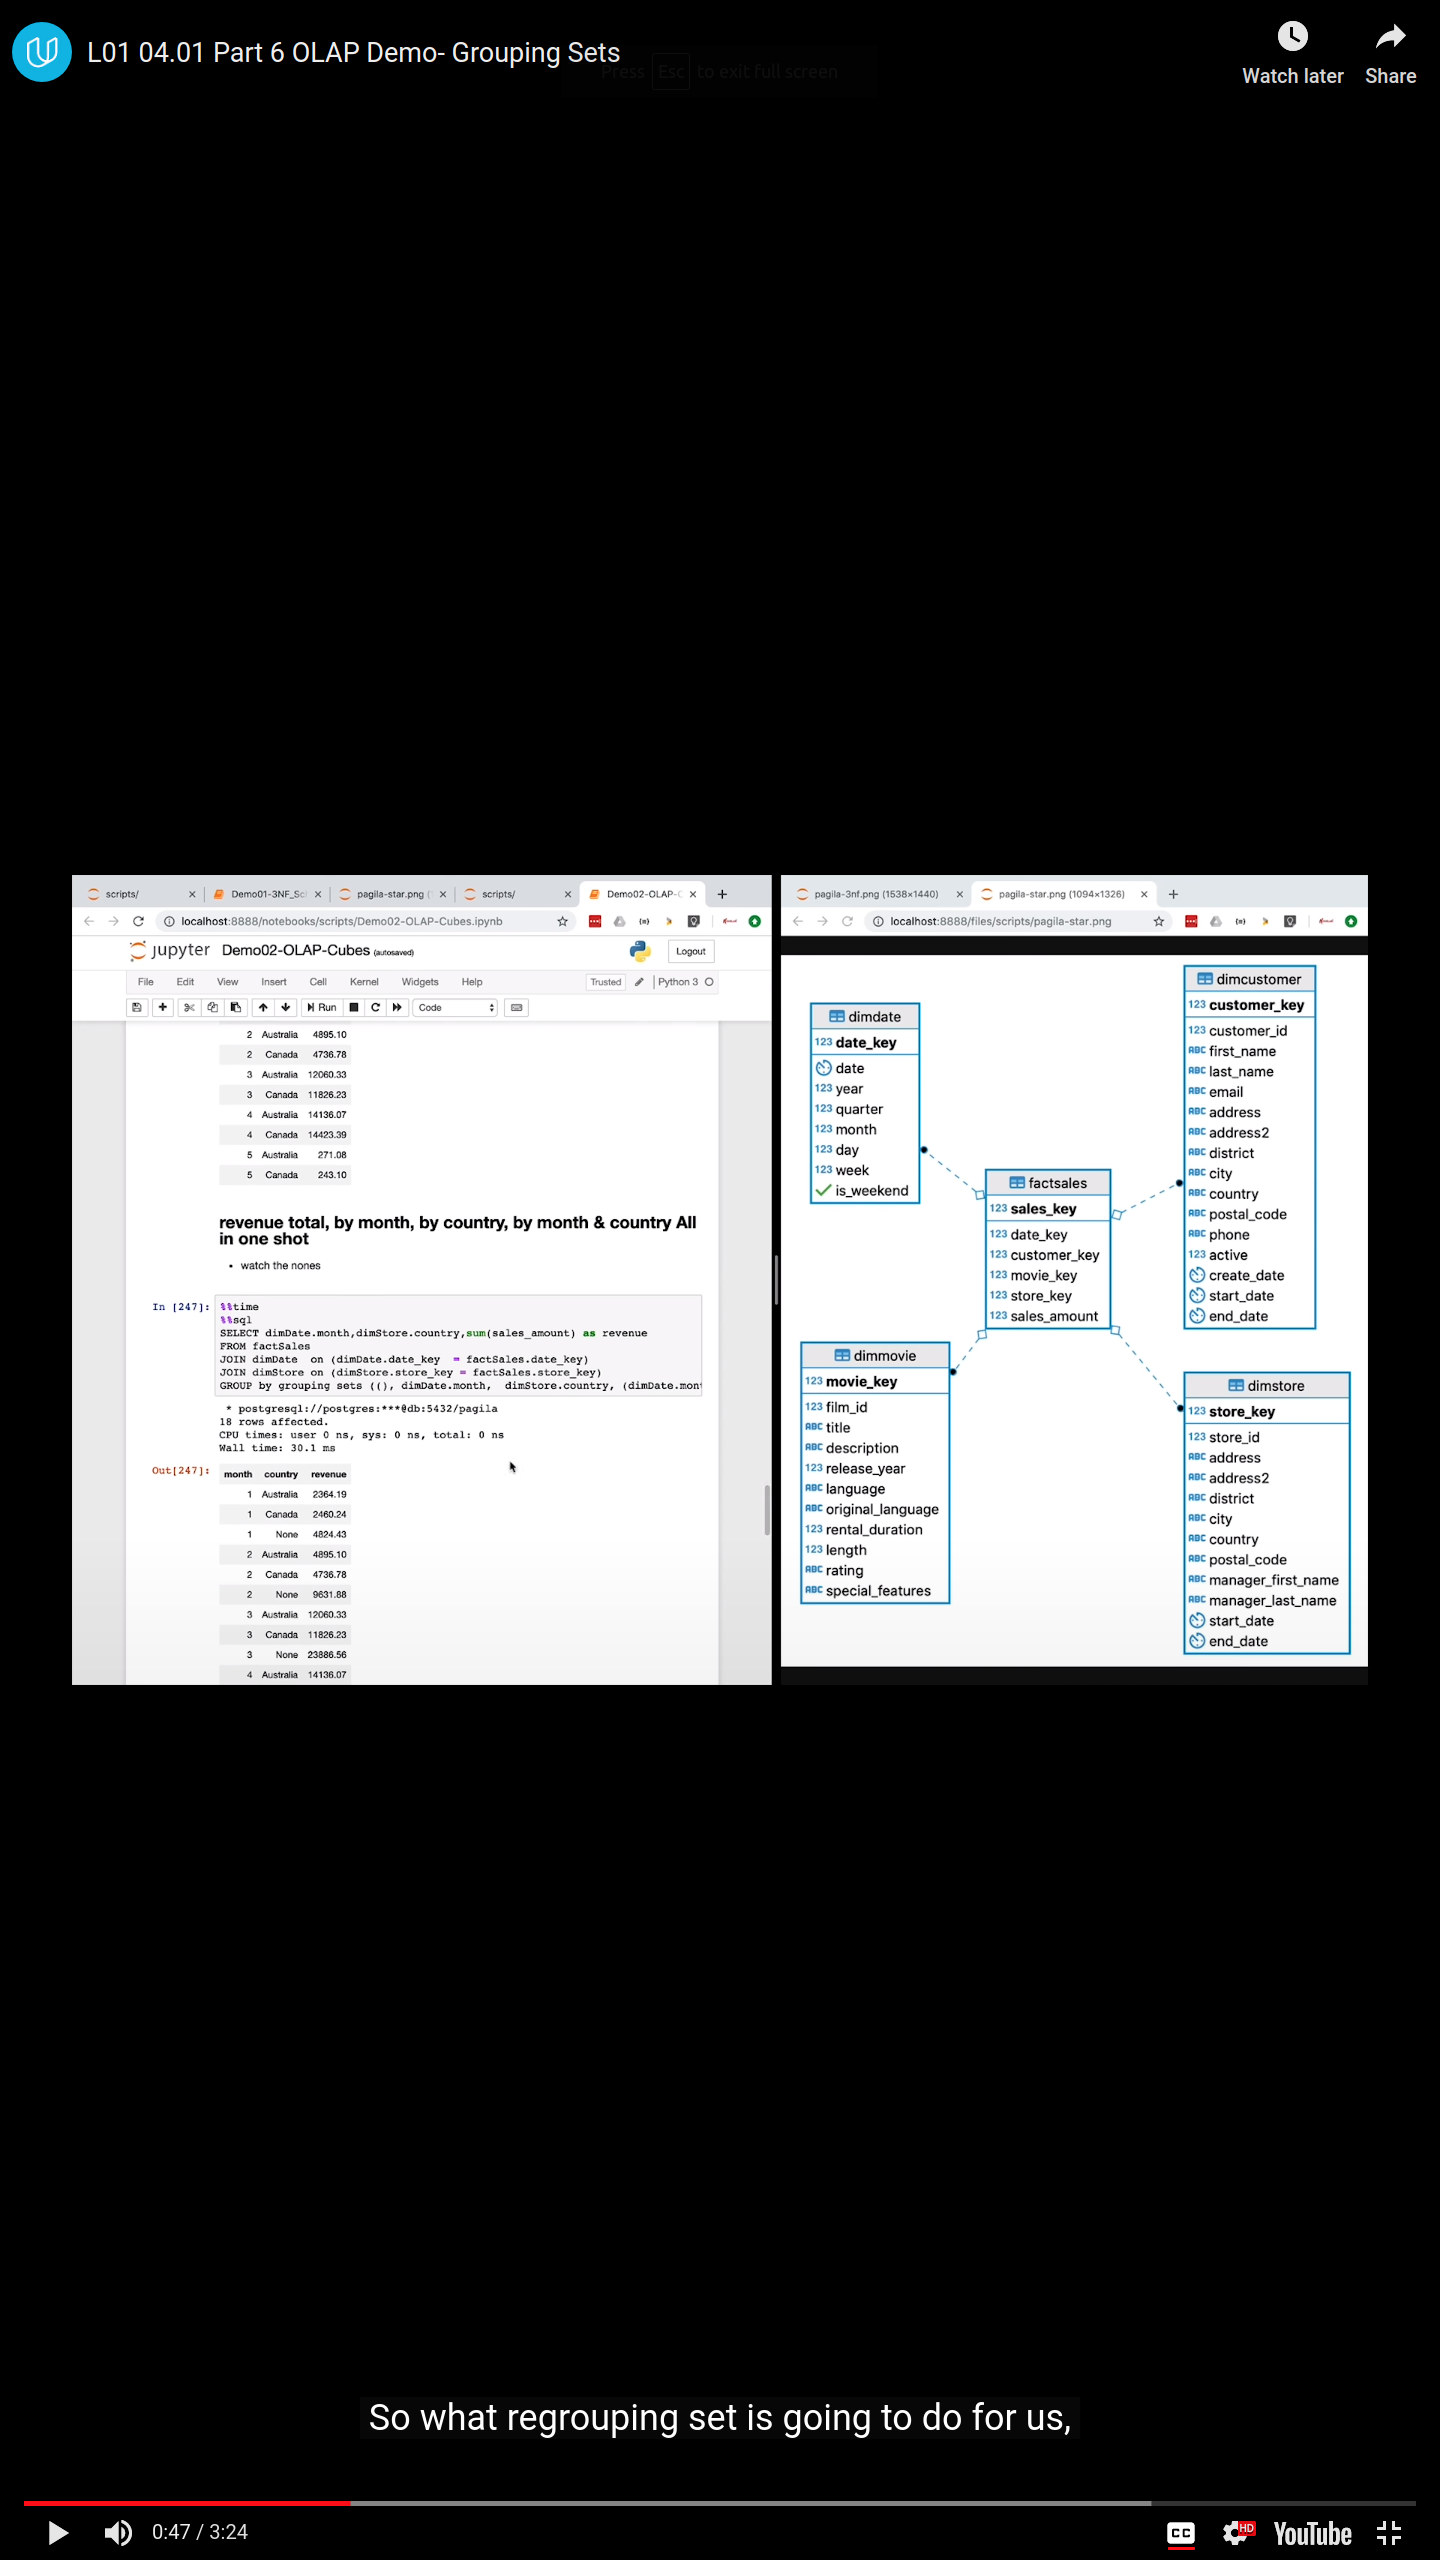 L01 04.01 Part 6 OLAP Demo- Grouping Sets
Press Esc to exit full screen
Watch later
Share
scripts/
Demo01-3NF_Sc
pagila-star.png (
scripts/
Demo02-OLAP-C
localhost:8888/notebooks/scripts/Demo02-OLAP-Cubes.ipynb
jupyter Demo02-OLAP-Cubes (autosaved)
Logout
File Edit View Insert Cell Kernel Widgets Help
Trusted
Python 3
Run
Code
2 Australia 4895.10
2 Canada 4736.78
3 Australia 12060.33
3 Canada 11826.23
4 Australia 14136.07
4 Canada 14423.39
5 Australia 271.08
5 Canada 243.10
revenue total, by month, by country, by month & country All
in one shot
• watch the nones
In [247]: %%time
%%sql
SELECT dimDate.month,dimStore.country,sum(sales_amount) as revenue
FROM factSales
JOIN dimDate  on (dimDate.date_key  = factSales.date_key)
JOIN dimStore on (dimStore.store_key = factSales.store_key)
GROUP by grouping sets ((), dimDate.month,  dimStore.country, (dimDate.mont
* postgresql://postgres:***@db:5432/pagila
18 rows affected.
CPU times: user 0 ns, sys: 0 ns, total: 0 ns
Wall time: 30.1 ms
Out[247]: month country revenue
1 Australia 2364.19
1 Canada 2460.24
1 None 4824.43
2 Australia 4895.10
2 Canada 4736.78
2 None 9631.88
3 Australia 12060.33
3 Canada 11826.23
3 None 23886.56
4 Australia 14136.07
pagila-3nf.png (1538×1440)
pagila-star.png (1094×1326)
localhost:8888/files/scripts/pagila-star.png
dimdate
123 date_key
date
123 year
123 quarter
123 month
123 day
123 week
is_weekend
dimcustomer
123 customer_key
123 customer_id
ABC first_name
ABC last_name
ABC email
ABC address
ABC address2
ABC district
ABC city
ABC country
ABC postal_code
ABC phone
123 active
create_date
start_date
end_date
factsales
123 sales_key
123 date_key
123 customer_key
123 movie_key
123 store_key
123 sales_amount
dimmovie
123 movie_key
123 film_id
ABC title
ABC description
123 release_year
ABC language
ABC original_language
123 rental_duration
123 length
ABC rating
ABC special_features
dimstore
123 store_key
123 store_id
ABC address
ABC address2
ABC district
ABC city
ABC country
ABC postal_code
ABC manager_first_name
ABC manager_last_name
start_date
end_date
So what regrouping set is going to do for us,
0:47 / 3:24
CC
HD
YouTube